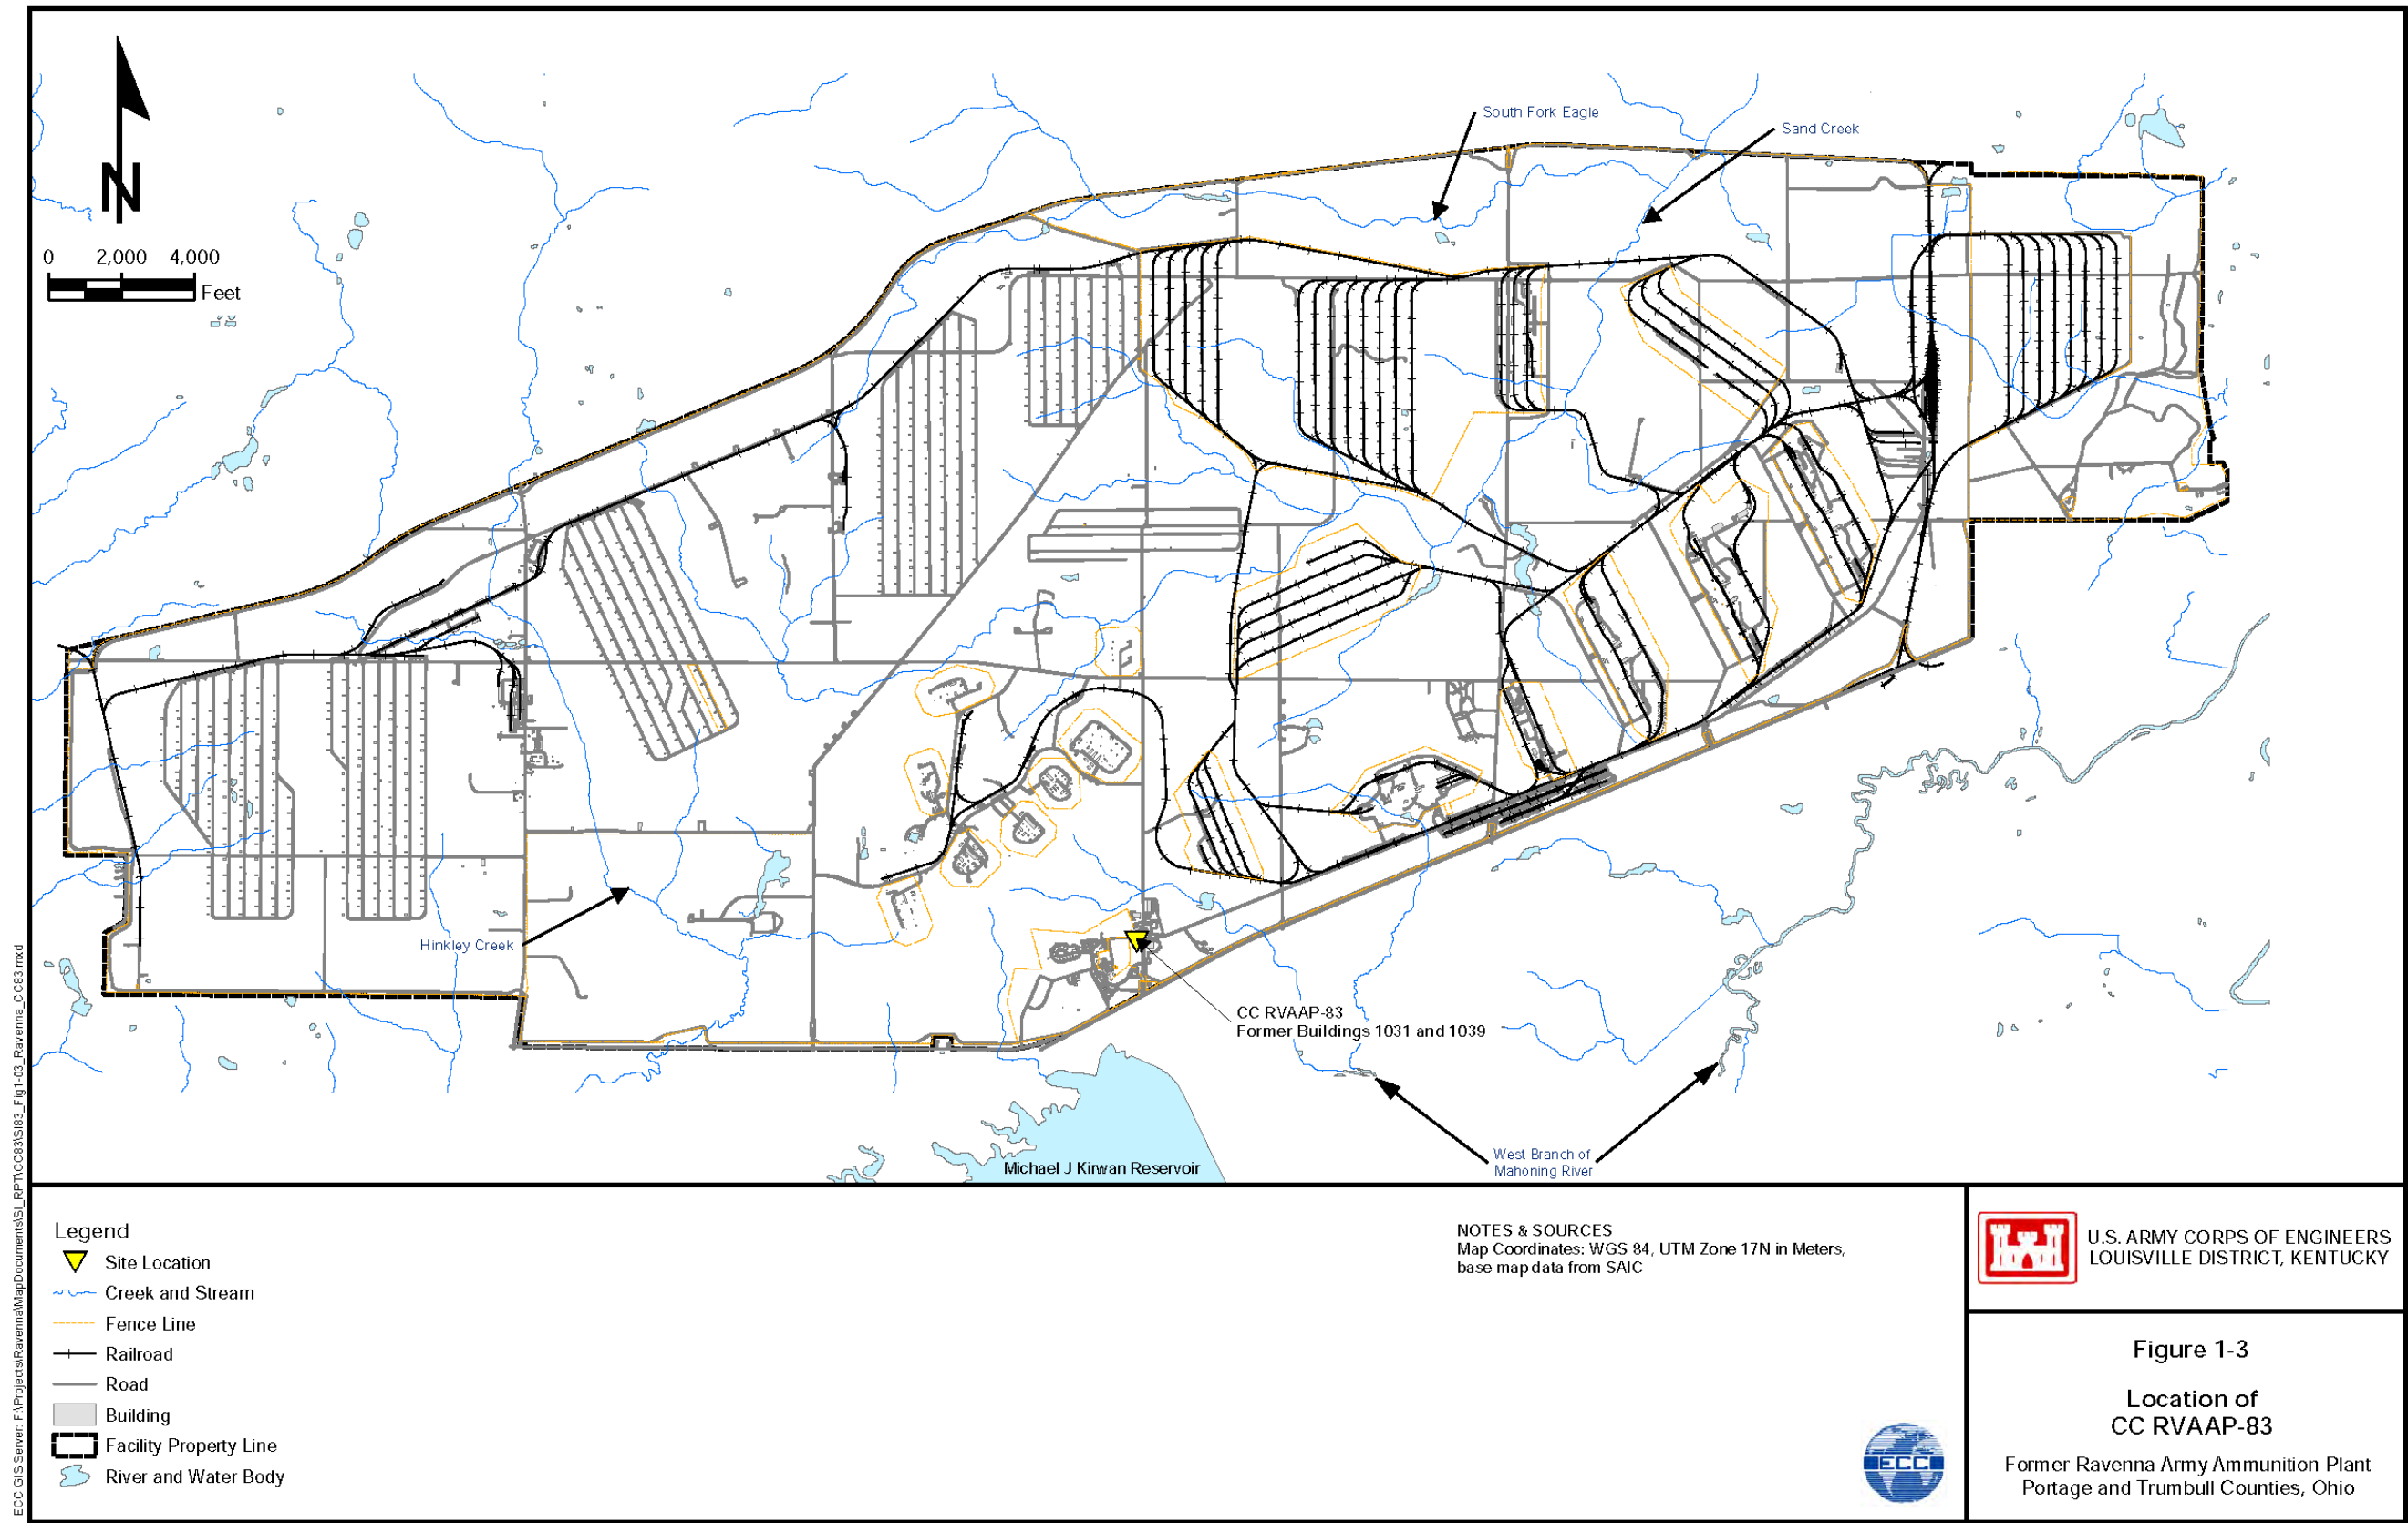 N
0 2,000 4,000
Feet
South Fork Eagle
Sand Creek
Hinkley Creek
CC RVAAP-83
Former Buildings 1031 and 1039
West Branch of
Mahoning River
Michael J Kirwan Reservoir
ECC GIS Server: F:\Projects\Ravenna\MapDocuments\SI_RPT\CC83\SI83_Fig1-03_Ravenna_CC83.mxd
Legend
Site Location
Creek and Stream
Fence Line
Railroad
Road
Building
Facility Property Line
River and Water Body
NOTES & SOURCES
Map Coordinates: WGS 84, UTM Zone 17N in Meters,
base map data from SAIC
ECC
U.S. ARMY CORPS OF ENGINEERS
LOUISVILLE DISTRICT, KENTUCKY
Figure 1-3
Location of
CC RVAAP-83
Former Ravenna Army Ammunition Plant
Portage and Trumbull Counties, Ohio